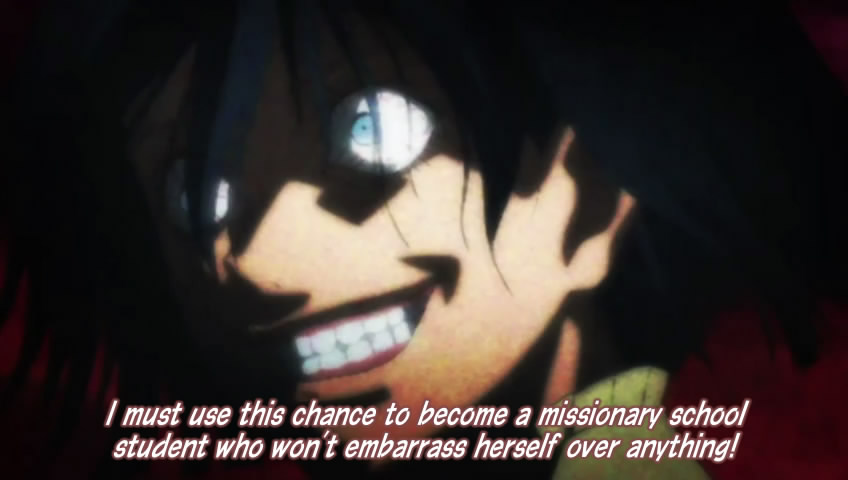 I must use this chance to become a missionary school
student who won't embarrass herself over anything!